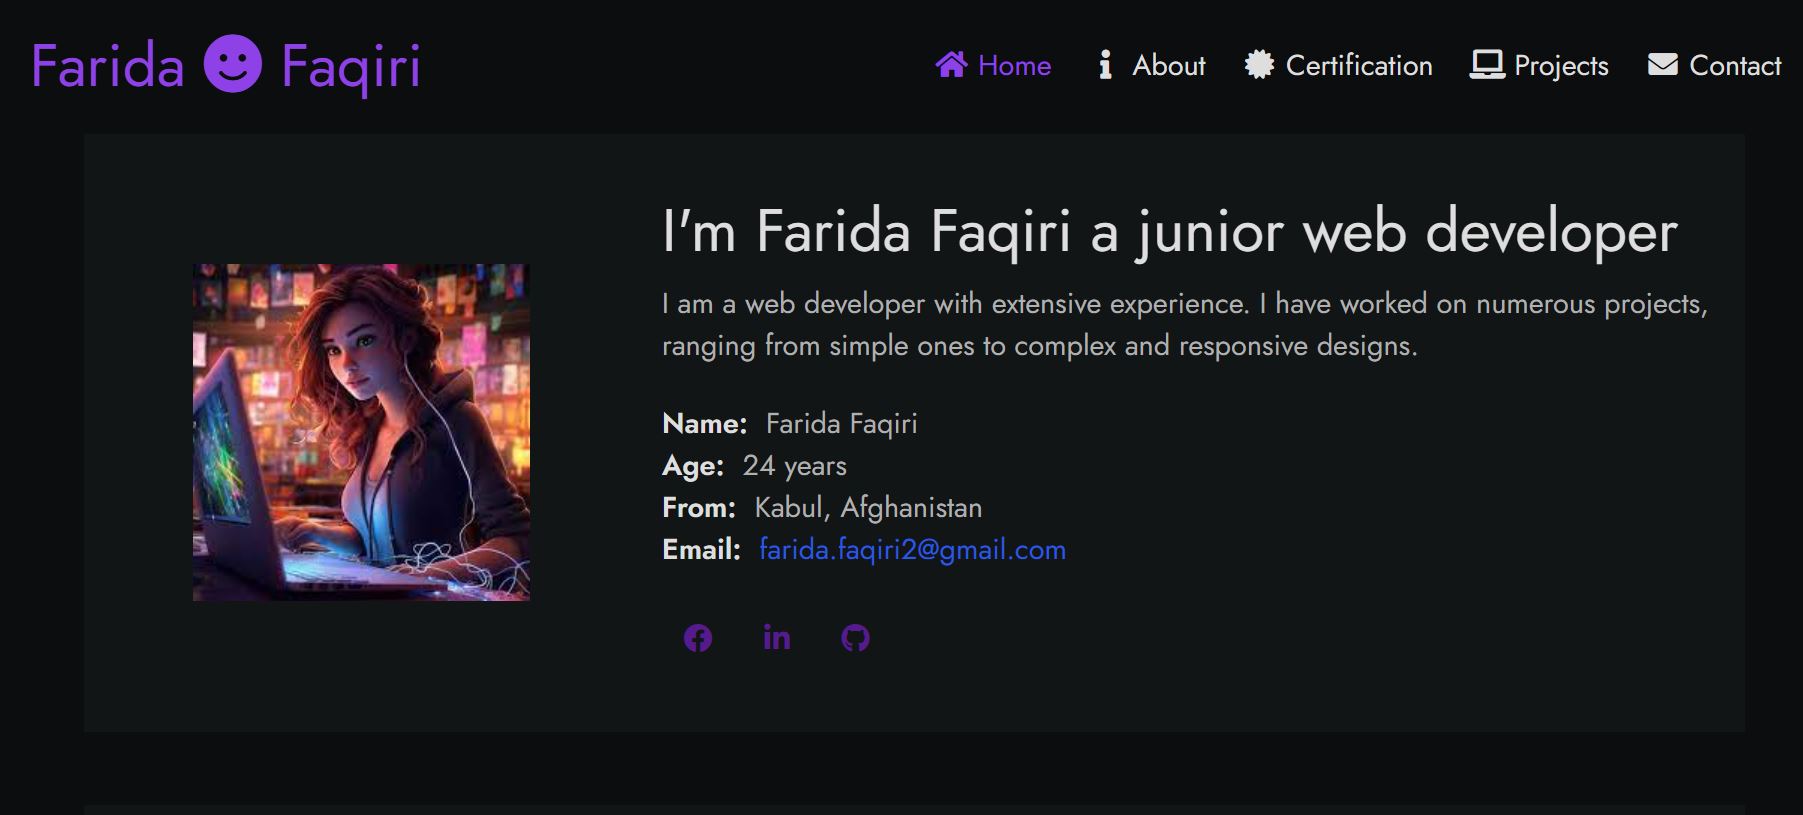 Farida Faqiri
Home About Certification Projects Contact
I'm Farida Faqiri a junior web developer
I am a web developer with extensive experience. I have worked on numerous projects,
ranging from simple ones to complex and responsive designs.
Name: Farida Faqiri
Age: 24 years
From: Kabul, Afghanistan
Email: farida.faqiri2@gmail.com